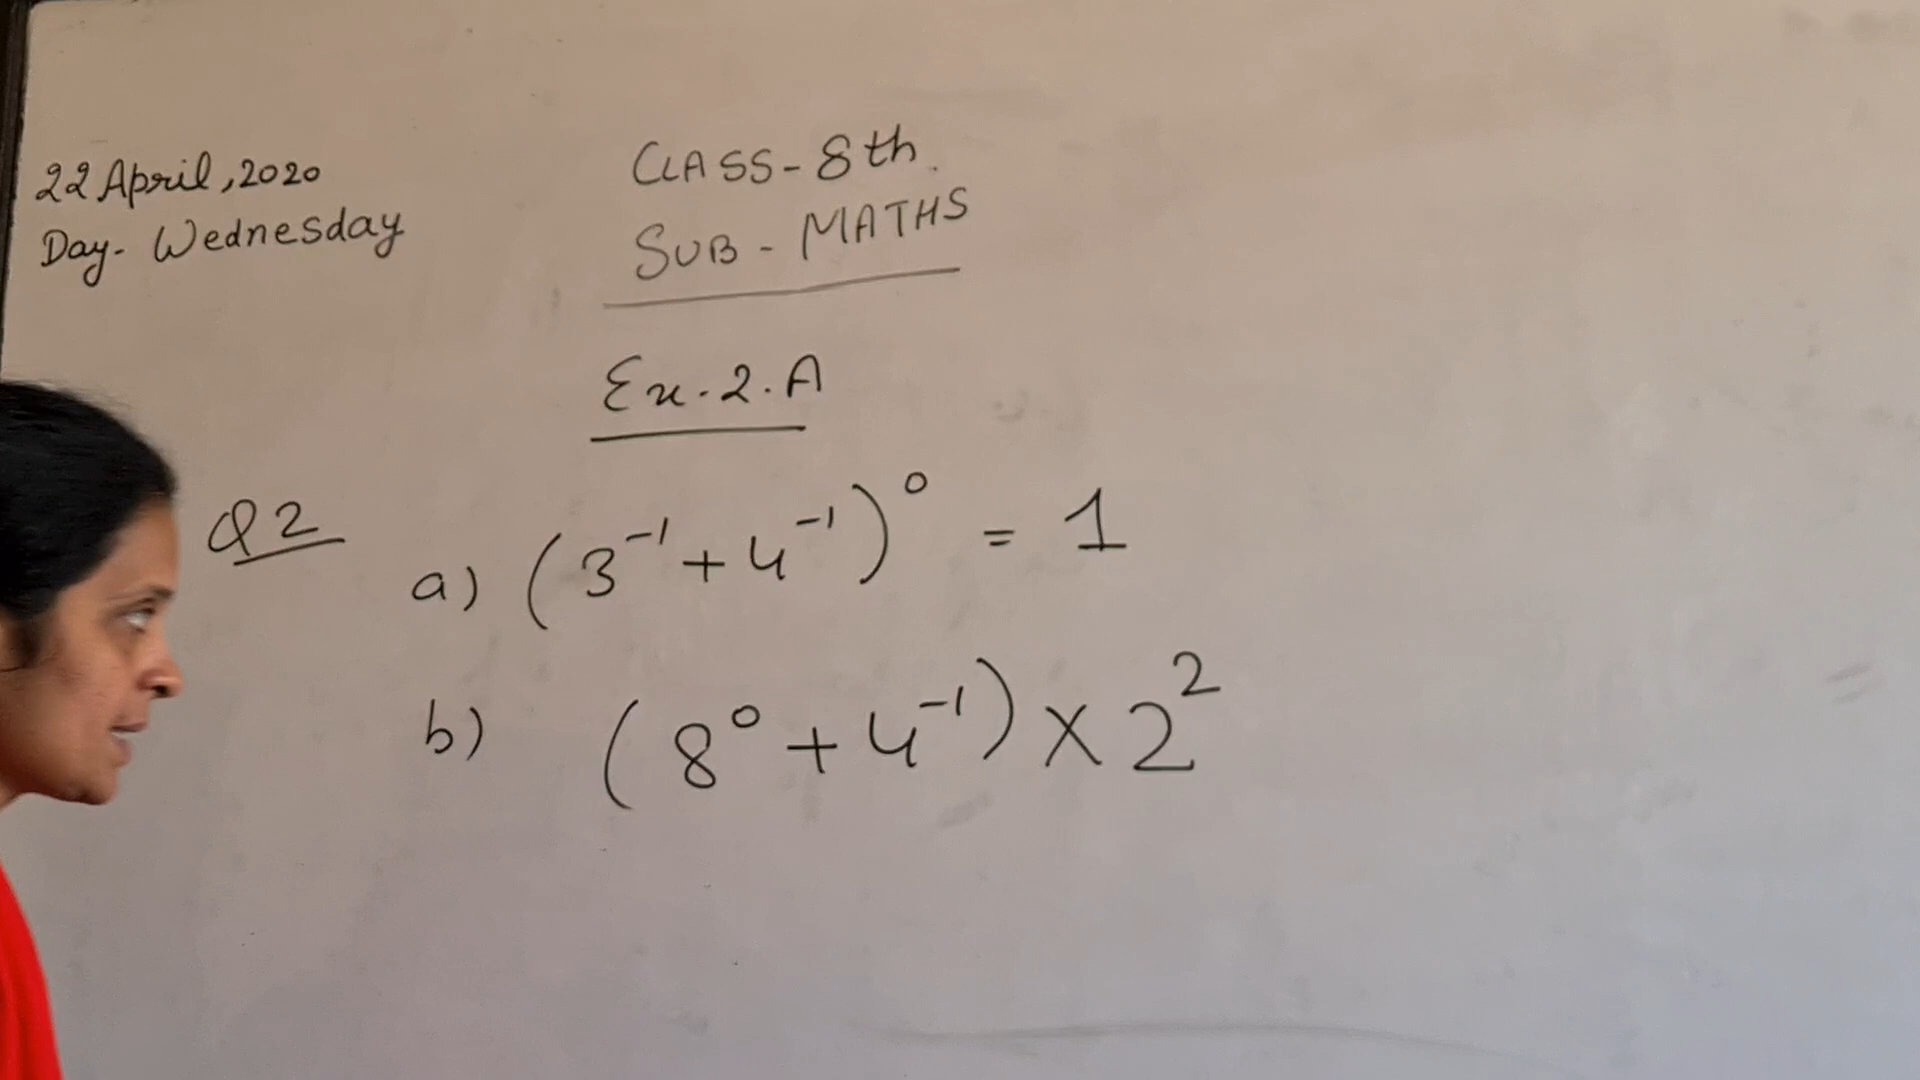 22 April, 2020
Day- Wednesday
CLASS-8th.
SUB - MATHS
Ex.2.A
Q2
a) (3⁻¹+4⁻¹)⁰ = 1
b) (8⁰+4⁻¹)×2²